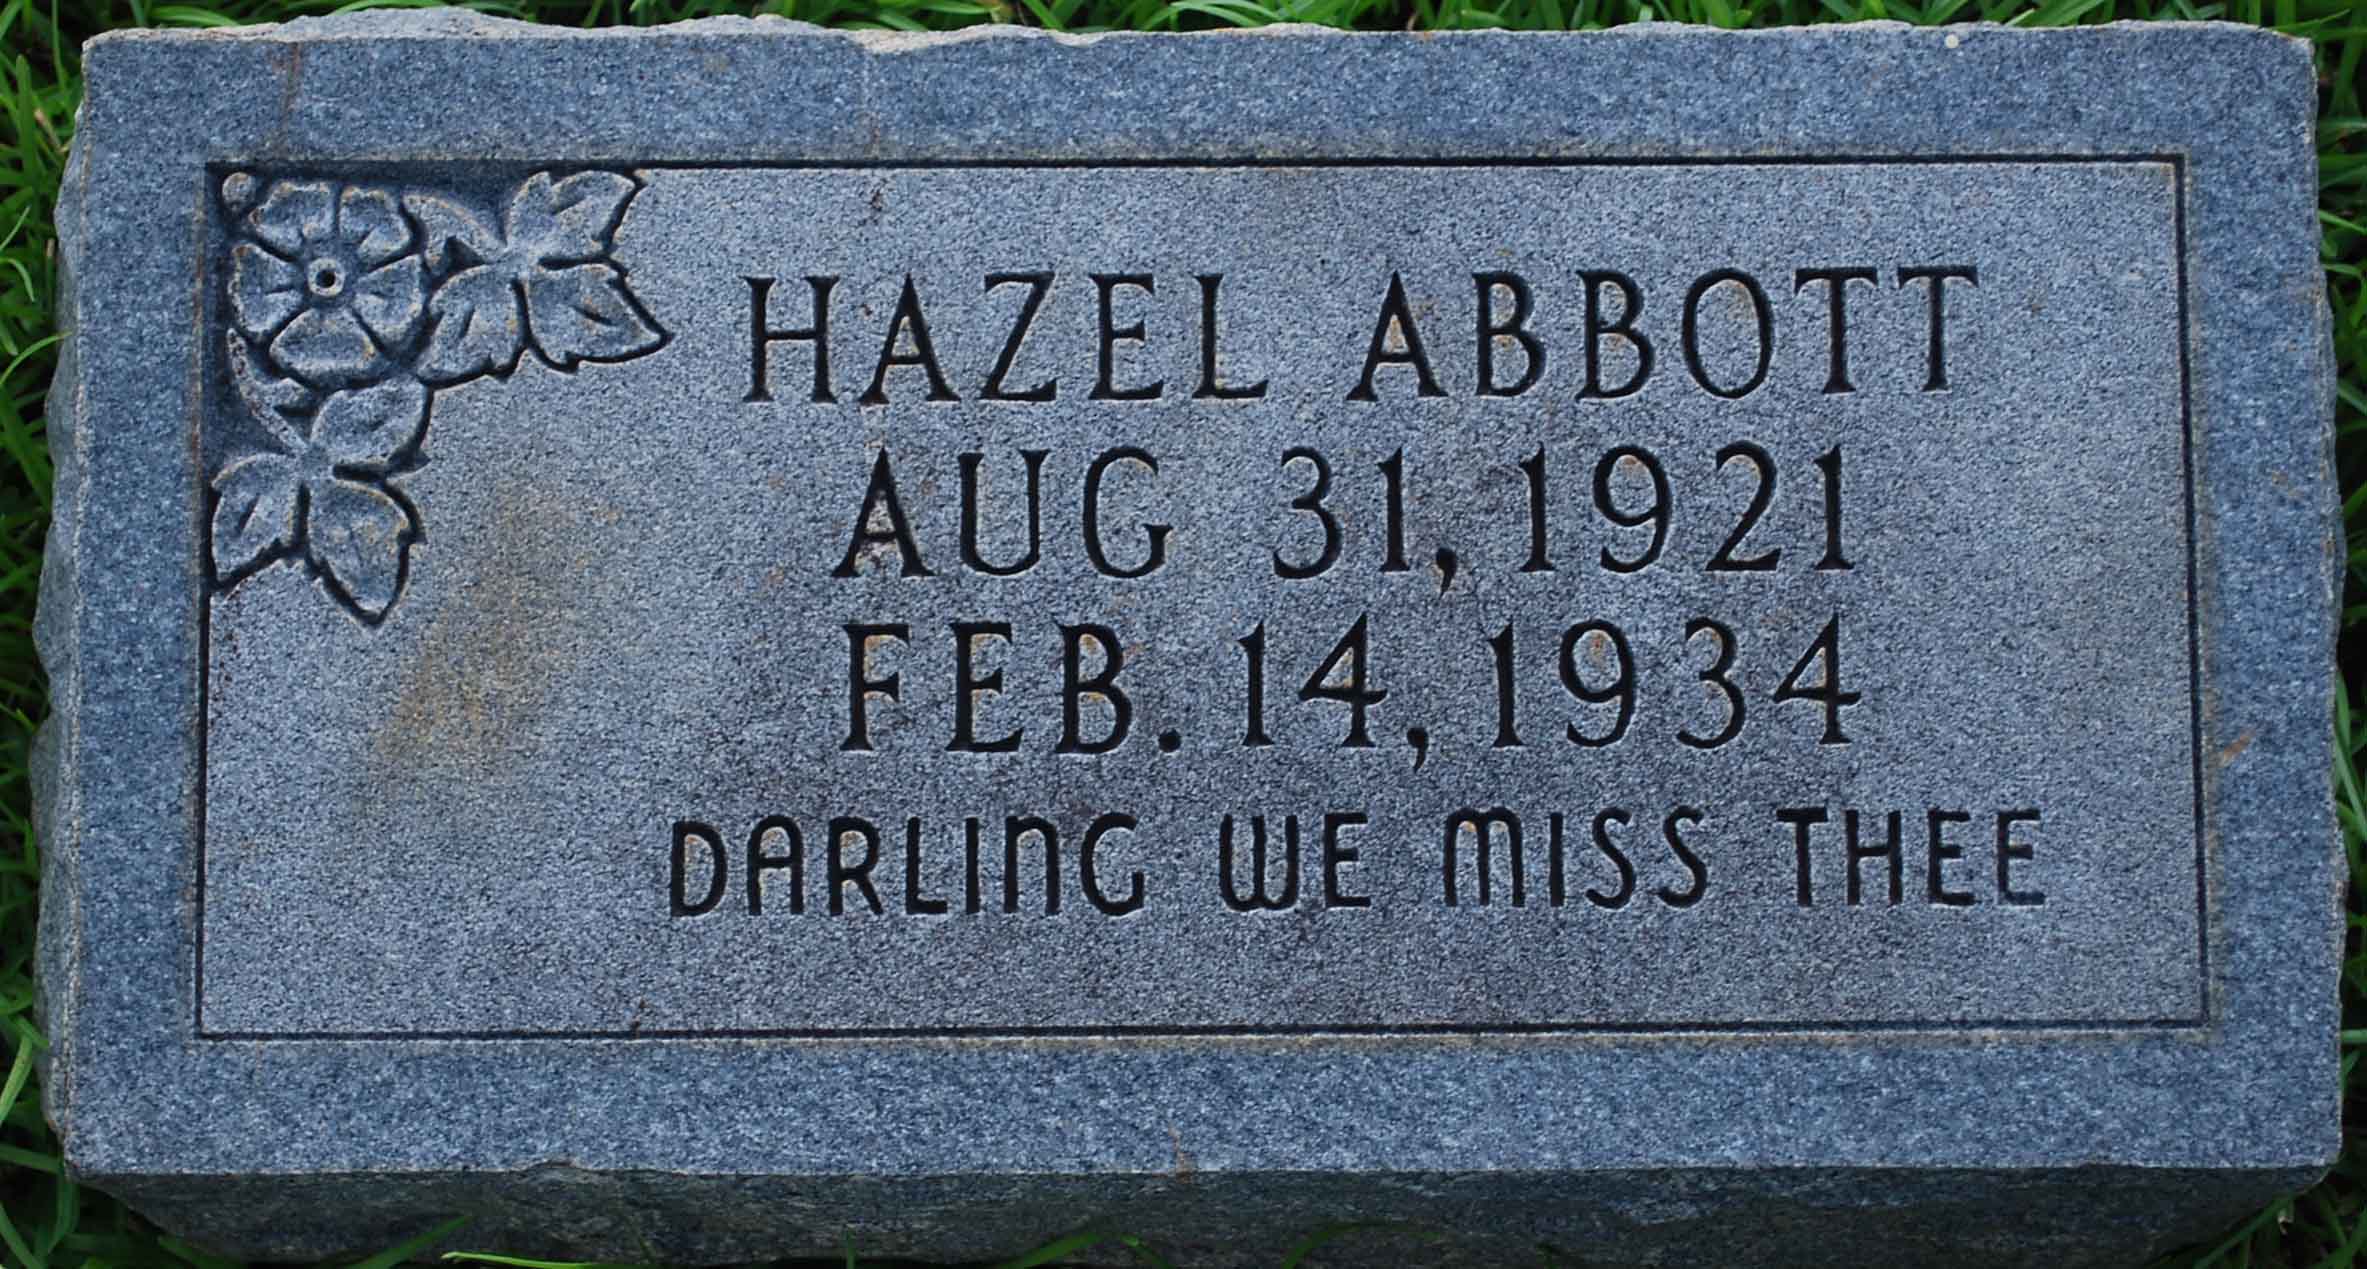 HAZEL ABBOTT
AUG 31, 1921
FEB. 14, 1934
DARLING WE MISS THEE